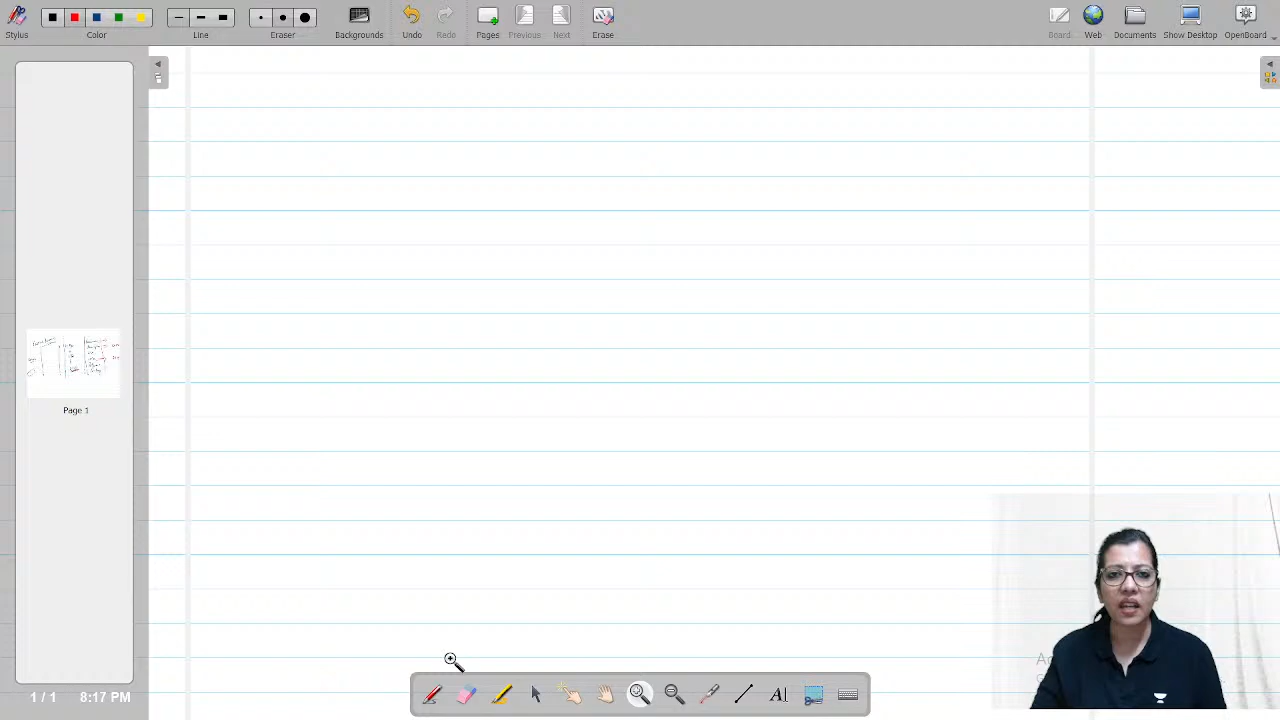 Stylus
Color
Line
Eraser
Backgrounds
Undo
Redo
Pages
Previous
Next
Erase
Board
Web
Documents
Show Desktop
OpenBoard
Page 1
1 / 1
8:17 PM